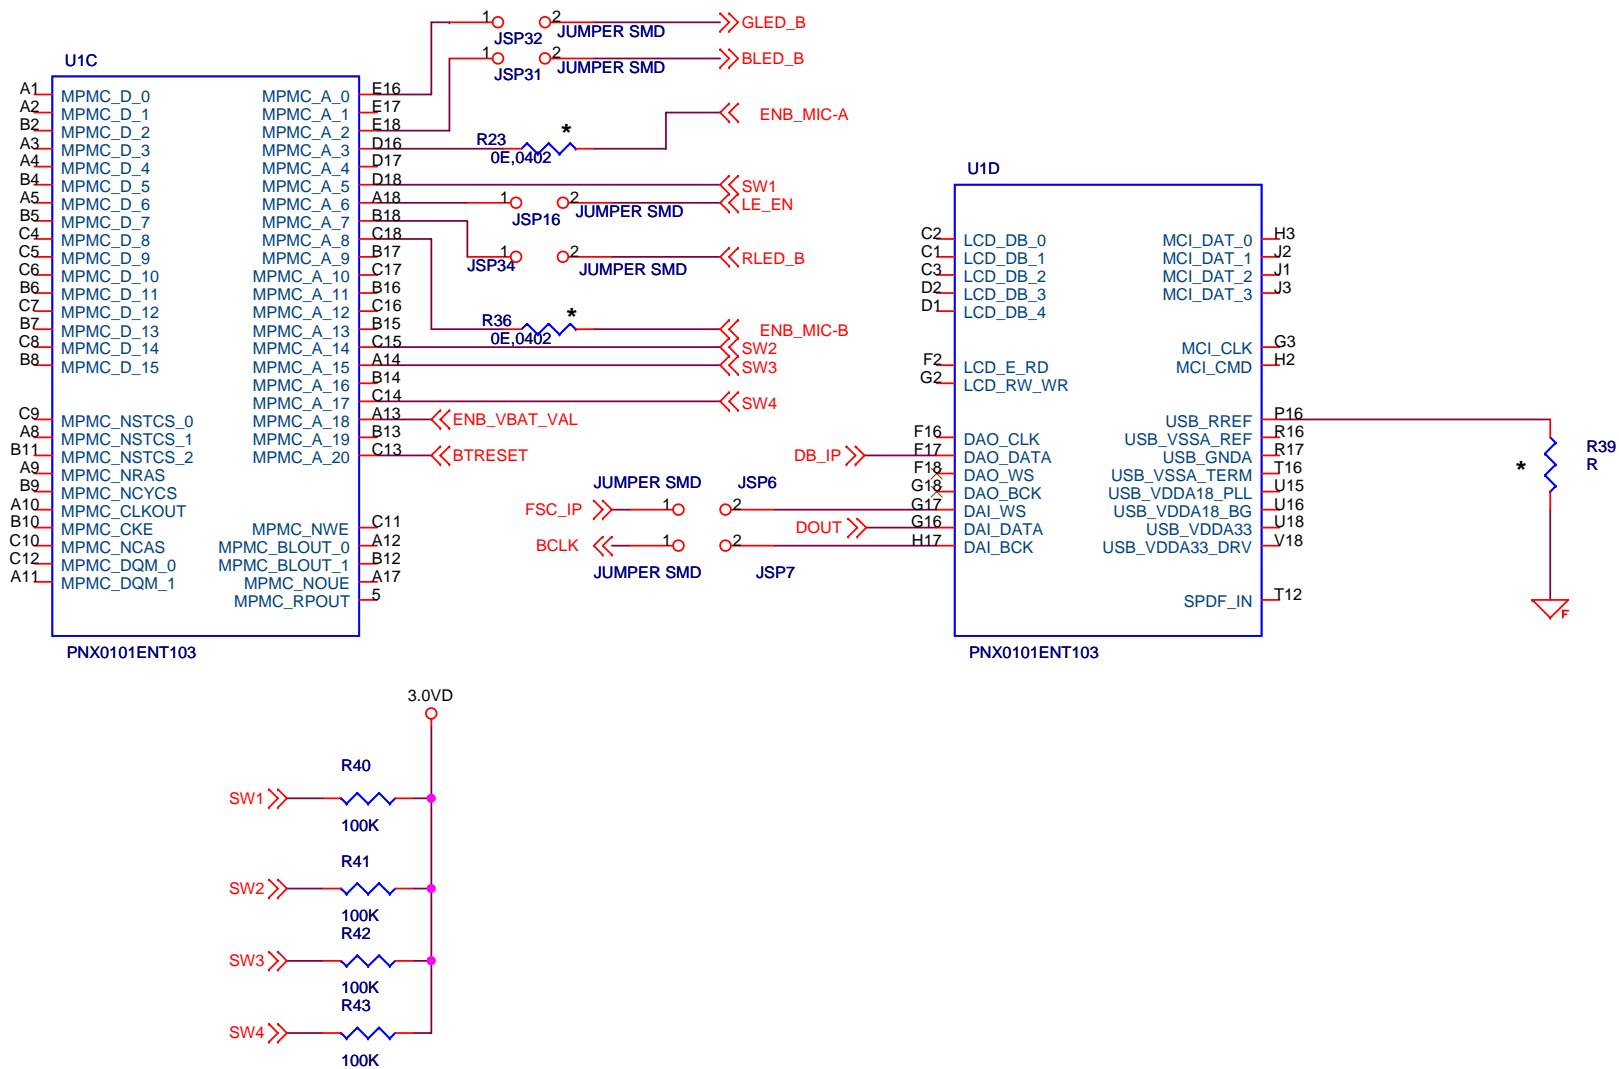 1 2 GLED_B
JSP32 JUMPER SMD
1 2 BLED_B
JSP31 JUMPER SMD
U1C
A1 MPMC_D_0 MPMC_A_0 E16
A2 MPMC_D_1 MPMC_A_1 E17
B2 MPMC_D_2 MPMC_A_2 E18
A3 MPMC_D_3 MPMC_A_3 D16
A4 MPMC_D_4 MPMC_A_4 D17
B4 MPMC_D_5 MPMC_A_5 D18
A5 MPMC_D_6 MPMC_A_6 A18
B5 MPMC_D_7 MPMC_A_7 B18
C4 MPMC_D_8 MPMC_A_8 C18
C5 MPMC_D_9 MPMC_A_9 B17
C6 MPMC_D_10 MPMC_A_10 C17
B6 MPMC_D_11 MPMC_A_11 B16
C7 MPMC_D_12 MPMC_A_12 C16
B7 MPMC_D_13 MPMC_A_13 B15
C8 MPMC_D_14 MPMC_A_14 C15
B8 MPMC_D_15 MPMC_A_15 A14
MPMC_A_16 B14
MPMC_A_17 C14
C9 MPMC_NSTCS_0 MPMC_A_18 A13
A8 MPMC_NSTCS_1 MPMC_A_19 B13
B11 MPMC_NSTCS_2 MPMC_A_20 C13
A9 MPMC_NRAS
B9 MPMC_NCYCS
A10 MPMC_CLKOUT
B10 MPMC_CKE MPMC_NWE C11
C10 MPMC_NCAS MPMC_BLOUT_0 A12
C12 MPMC_DQM_0 MPMC_BLOUT_1 B12
A11 MPMC_DQM_1 MPMC_NOUE A17
MPMC_RPOUT 5
PNX0101ENT103
ENB_MIC-A
R23 *
0E,0402
SW1
1 2 LE_EN
JSP16 JUMPER SMD
1 2 RLED_B
JSP34 JUMPER SMD
R36 *
0E,0402
ENB_MIC-B
SW2
SW3
SW4
ENB_VBAT_VAL
BTRESET
DB_IP
JUMPER SMD JSP6
FSC_IP 1 2
DOUT
BCLK 1 2
JUMPER SMD JSP7
U1D
C2 LCD_DB_0 MCI_DAT_0 H3
C1 LCD_DB_1 MCI_DAT_1 J2
C3 LCD_DB_2 MCI_DAT_2 J1
D2 LCD_DB_3 MCI_DAT_3 J3
D1 LCD_DB_4
MCI_CLK G3
F2 LCD_E_RD MCI_CMD H2
G2 LCD_RW_WR
USB_RREF P16
F16 DAO_CLK USB_VSSA_REF R16
F17 DAO_DATA USB_GNDA R17
F18 DAO_WS USB_VSSA_TERM T16
G18 DAO_BCK USB_VDDA18_PLL U15
G17 DAI_WS USB_VDDA18_BG U16
G16 DAI_DATA USB_VDDA33 U18
H17 DAI_BCK USB_VDDA33_DRV V18
SPDF_IN T12
PNX0101ENT103
R39
* R
F
3.0VD
R40
SW1
100K
R41
SW2
100K
R42
SW3
100K
R43
SW4
100K